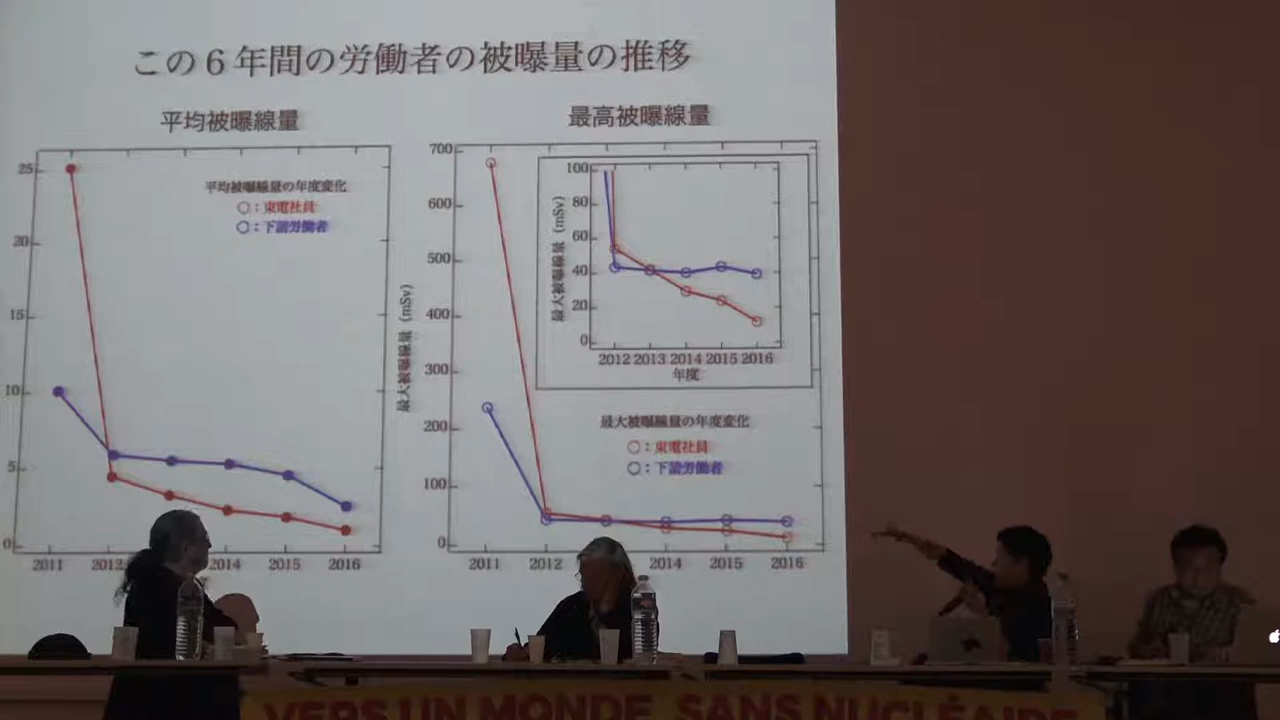 この6年間の労働者の被曝量の推移
平均被曝線量
25
20
15
10
5
0
平均被曝線量の年度変化
○：東電社員
○：下請労働者
2011
2012
2014
2015
2016
最高被曝線量
最大被曝線量 (mSv)
700
600
500
400
300
200
100
0
最大被曝線量 (mSv)
100
80
60
40
20
0
2012 2013 2014 2015 2016
年度
最大被曝線量の年度変化
○：東電社員
○：下請労働者
2011
2012
2014
2015
2016
VERS UN MONDE SANS NUCLÉAIRE